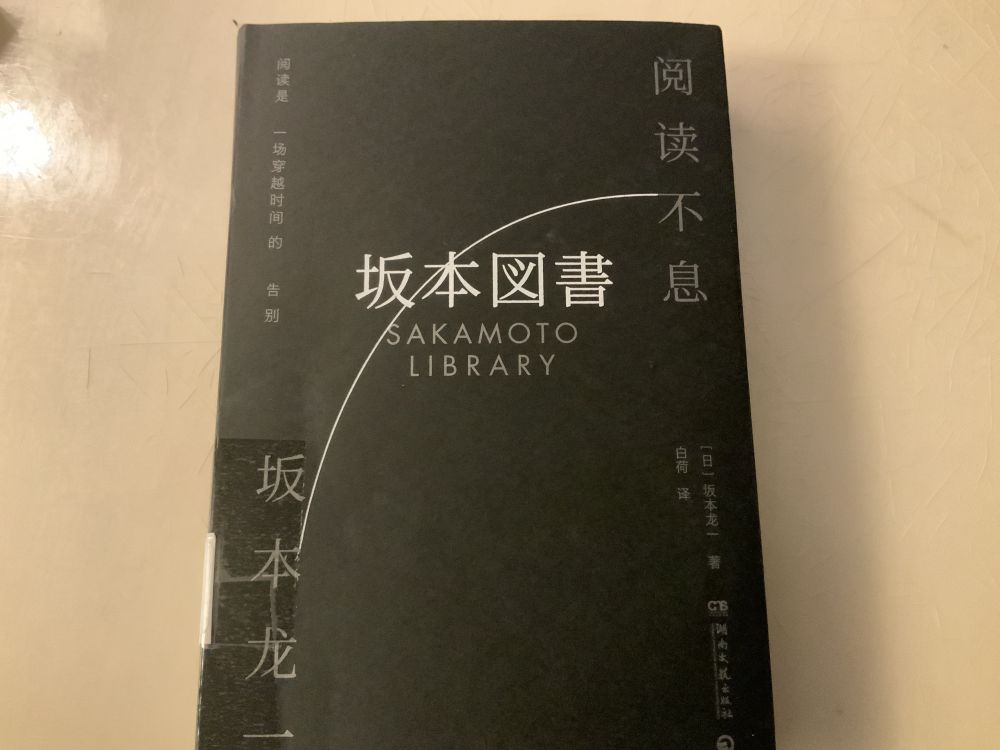 阅读不息
坂本図書
SAKAMOTO
LIBRARY
阅读是 一场穿越时间的 告别
坂本龙一
[日]坂本龙一 著
白荷 译
CS
湖南文艺出版社